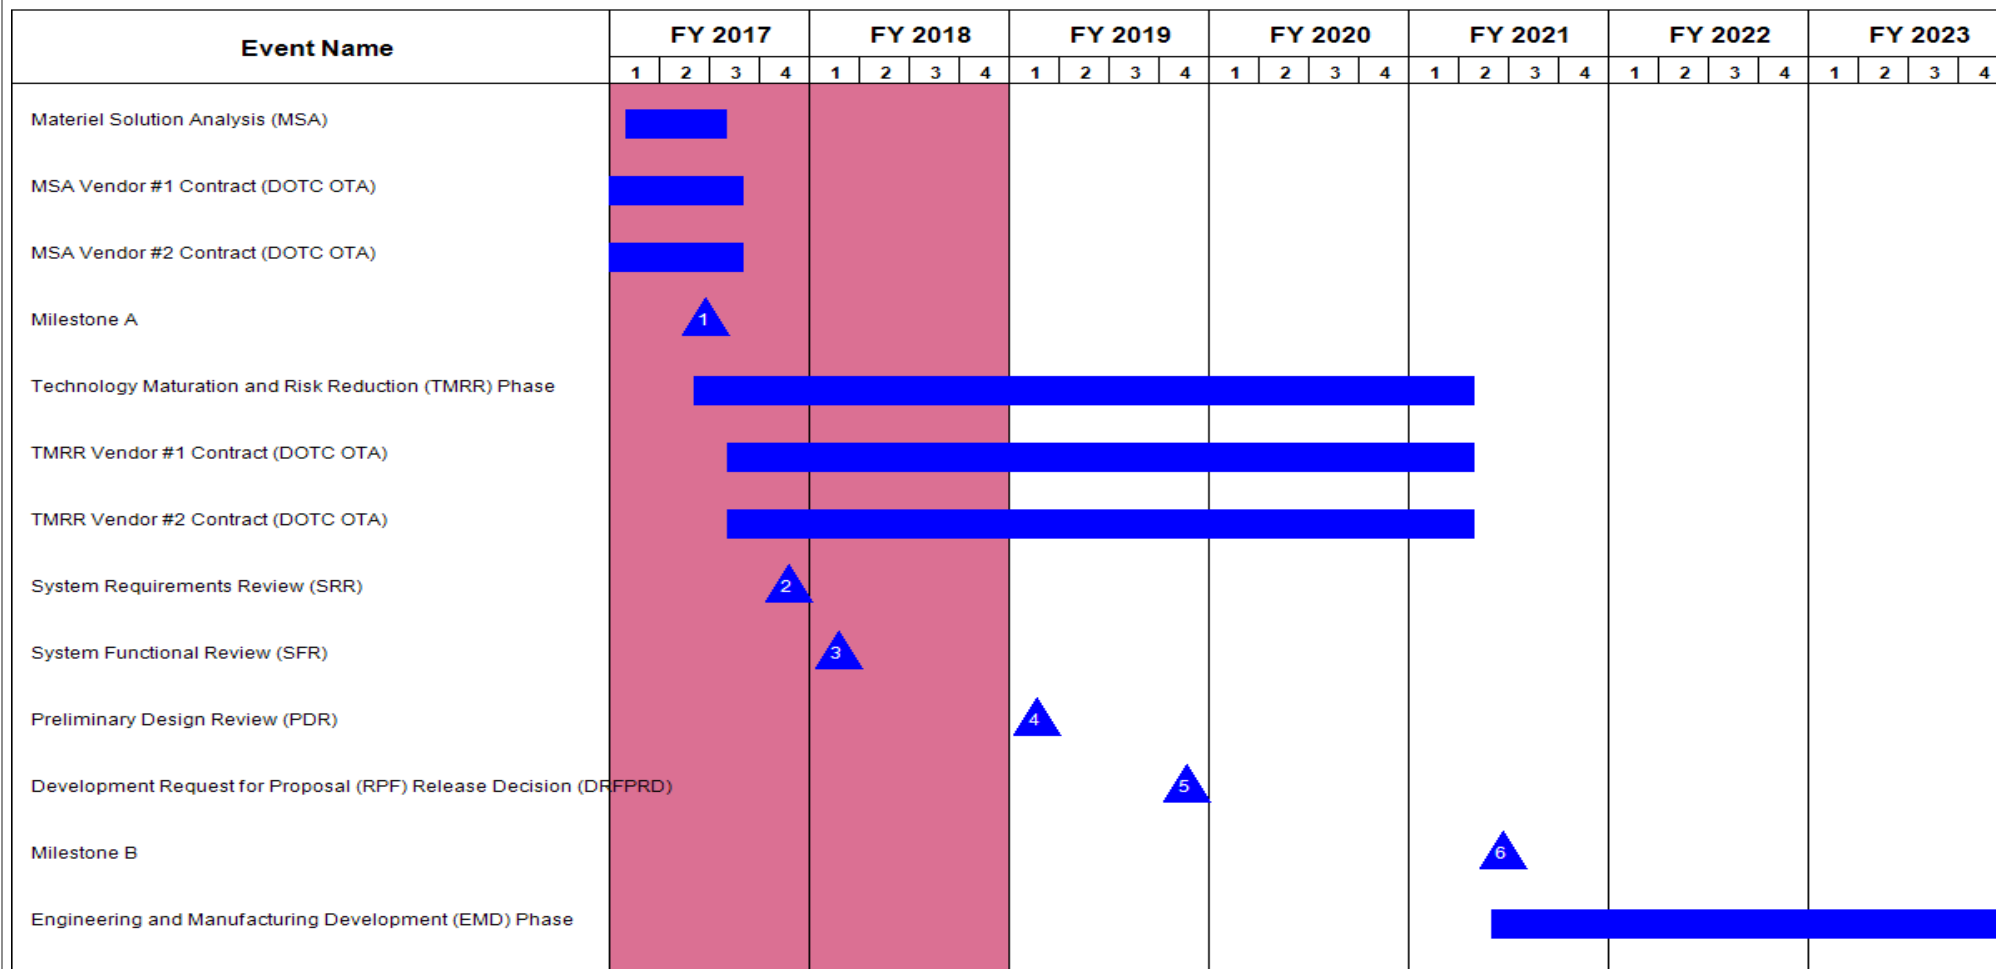 Event Name FY 2017 FY 2018 FY 2019 FY 2020 FY 2021 FY 2022 FY 2023
1 2 3 4 1 2 3 4 1 2 3 4 1 2 3 4 1 2 3 4 1 2 3 4 1 2 3 4
Materiel Solution Analysis (MSA)
MSA Vendor #1 Contract (DOTC OTA)
MSA Vendor #2 Contract (DOTC OTA)
Milestone A 1
Technology Maturation and Risk Reduction (TMRR) Phase
TMRR Vendor #1 Contract (DOTC OTA)
TMRR Vendor #2 Contract (DOTC OTA)
System Requirements Review (SRR) 2
System Functional Review (SFR) 3
Preliminary Design Review (PDR) 4
Development Request for Proposal (RPF) Release Decision (DRFPRD) 5
Milestone B 6
Engineering and Manufacturing Development (EMD) Phase